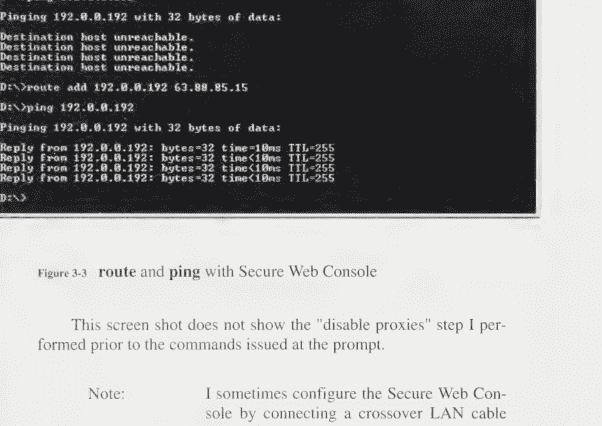 Pinging 192.0.0.192 with 32 bytes of data:
Destination host unreachable.
Destination host unreachable.
Destination host unreachable.
Destination host unreachable.
D:\>route add 192.0.0.192 63.88.85.15
D:\>ping 192.0.0.192
Pinging 192.0.0.192 with 32 bytes of data:
Reply from 192.0.0.192: bytes=32 time=10ms TTL=255
Reply from 192.0.0.192: bytes=32 time<10ms TTL=255
Reply from 192.0.0.192: bytes=32 time<10ms TTL=255
Reply from 192.0.0.192: bytes=32 time<10ms TTL=255
D:\>
Figure 3-3 route and ping with Secure Web Console
This screen shot does not show the "disable proxies" step I per-
formed prior to the commands issued at the prompt.
Note: I sometimes configure the Secure Web Con-
sole by connecting a crossover LAN cable